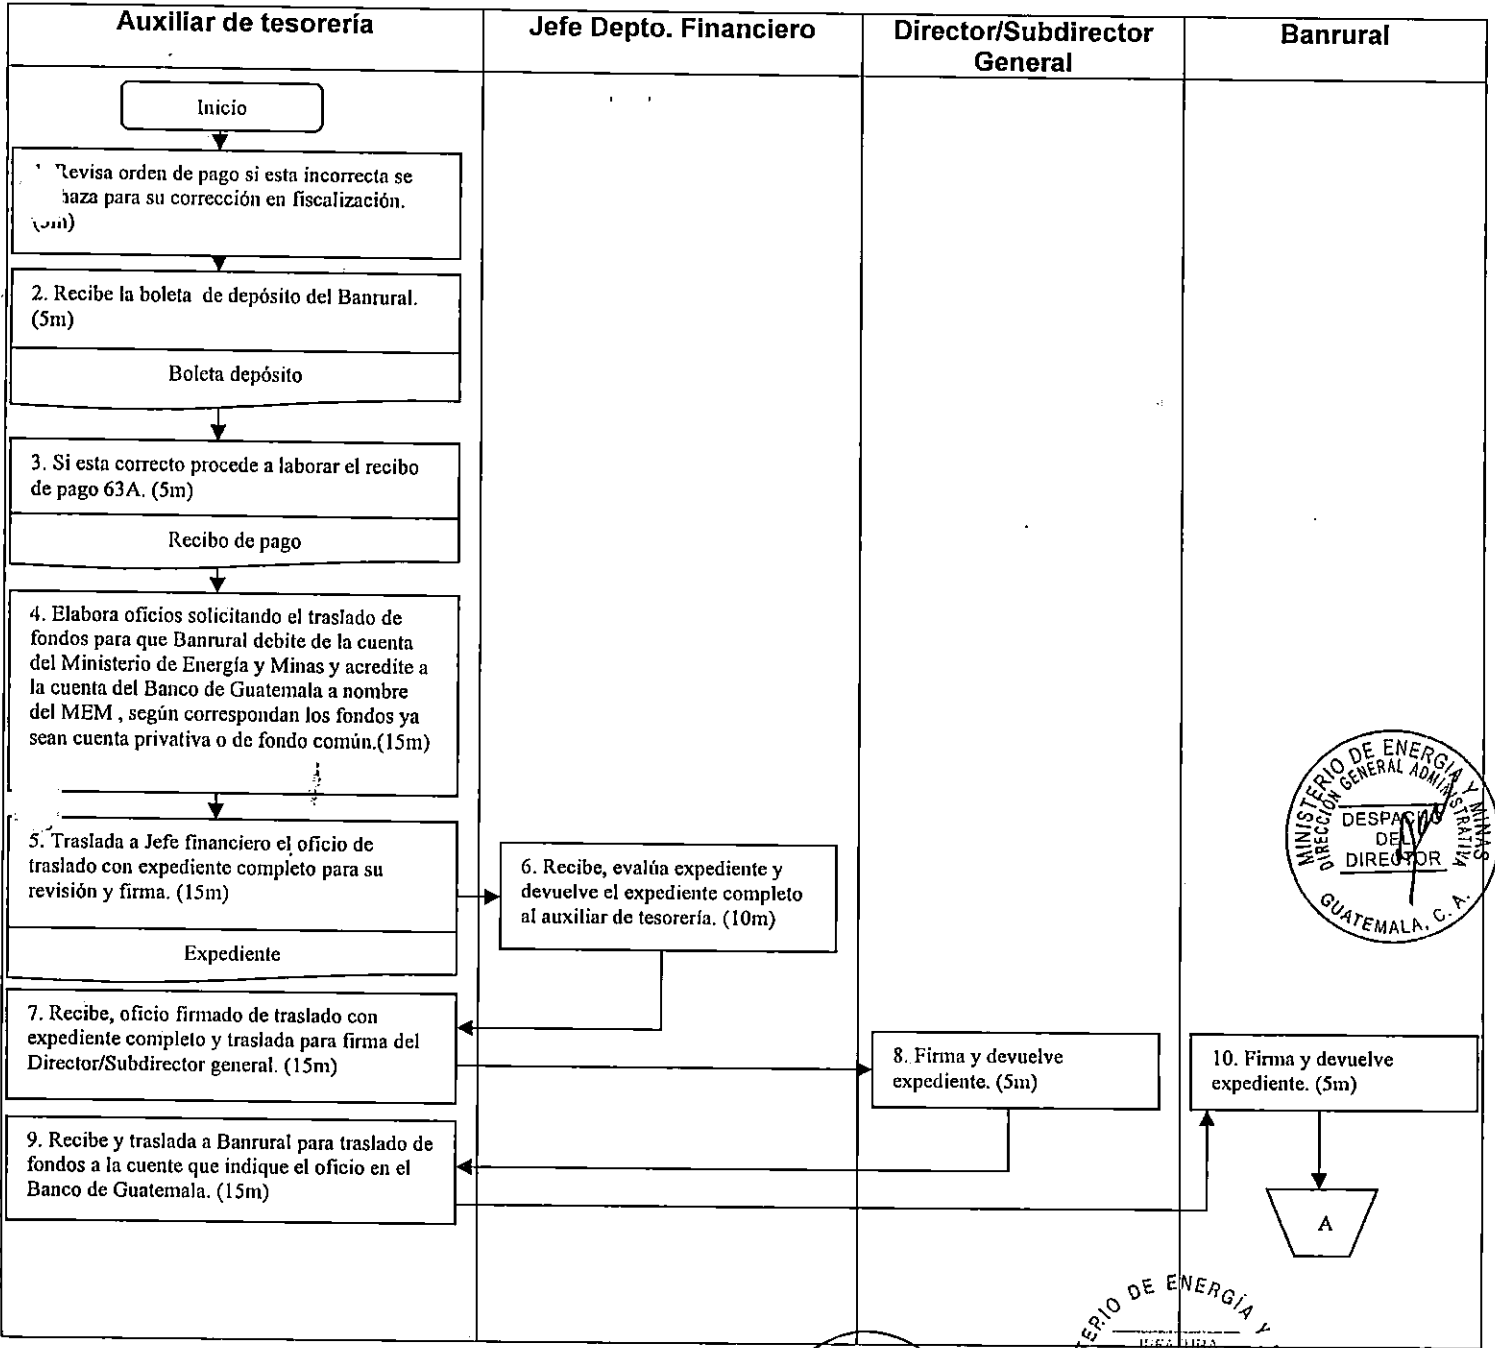 Auxiliar de tesorería
Jefe Depto. Financiero
Director/Subdirector
General
Banrural
Inicio
Revisa orden de pago si esta incorrecta se
para su corrección en fiscalización.
2. Recibe la boleta de depósito del Banrural.
(5m)
Boleta depósito
3. Si esta correcto procede a laborar el recibo
de pago 63A. (5m)
Recibo de pago
4. Elabora oficios solicitando el traslado de
fondos para que Banrural debite de la cuenta
del Ministerio de Energía y Minas y acredite a
la cuenta del Banco de Guatemala a nombre
del MEM , según correspondan los fondos ya
sean cuenta privativa o de fondo común.(15m)
5. Traslada a Jefe financiero el oficio de
traslado con expediente completo para su
revisión y firma. (15m)
Expediente
6. Recibe, evalúa expediente y
devuelve el expediente completo
al auxiliar de tesorería. (10m)
7. Recibe, oficio firmado de traslado con
expediente completo y traslada para firma del
Director/Subdirector general. (15m)
8. Firma y devuelve
expediente. (5m)
9. Recibe y traslada a Banrural para traslado de
fondos a la cuente que indique el oficio en el
Banco de Guatemala. (15m)
10. Firma y devuelve
expediente. (5m)
A
MINISTERIO DE ENERGIA Y MINAS
DIRECCIÓN GENERAL ADMINISTRATIVA
DESPACHO
DEL
DIRECTOR
GUATEMALA, C. A.
DE ENERGÍA Y